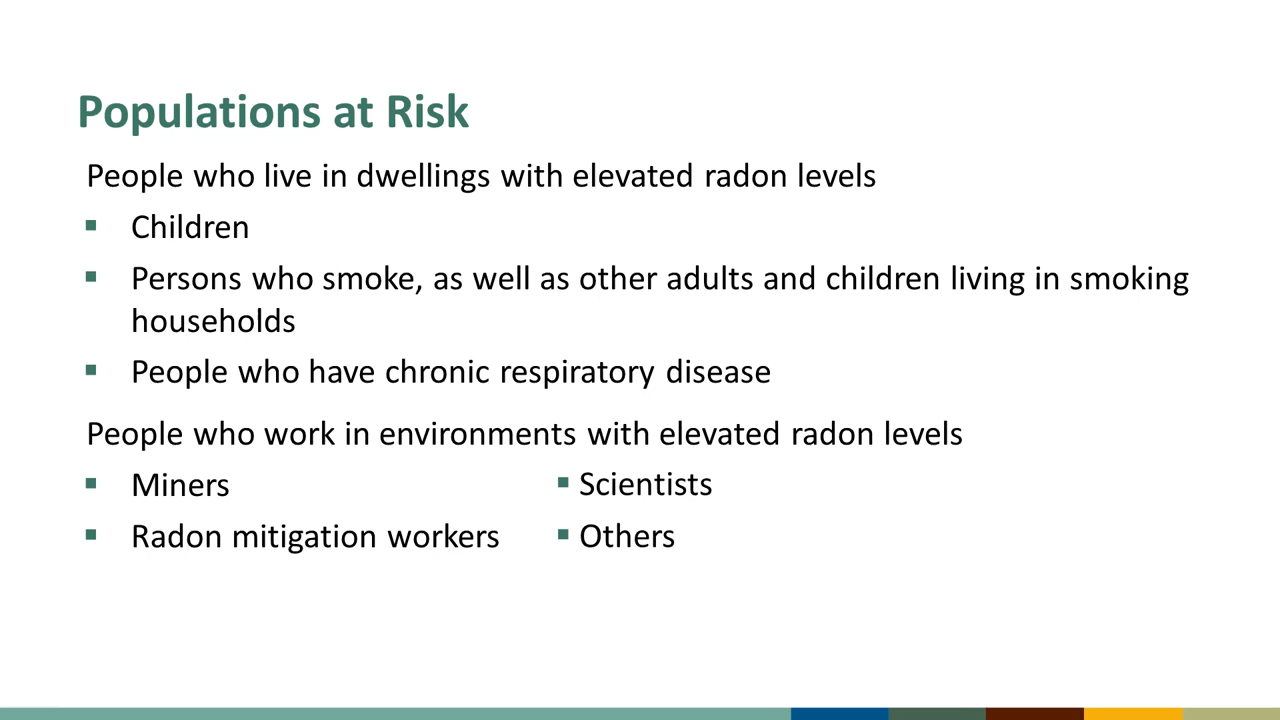 Populations at Risk
People who live in dwellings with elevated radon levels
▪ Children
▪ Persons who smoke, as well as other adults and children living in smoking
households
▪ People who have chronic respiratory disease
People who work in environments with elevated radon levels
▪ Miners
▪ Radon mitigation workers
▪ Scientists
▪ Others